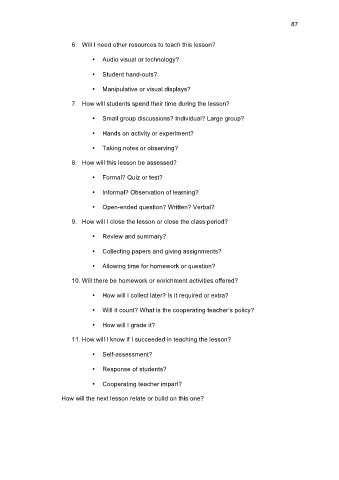 87
6. Will I need other resources to teach this lesson?
• Audio visual or technology?
• Student hand-outs?
• Manipulative or visual displays?
7. How will students spend their time during the lesson?
• Small group discussions? Individual? Large group?
• Hands on activity or experiment?
• Taking notes or observing?
8. How will this lesson be assessed?
• Formal? Quiz or test?
• Informal? Observation of learning?
• Open-ended question? Written? Verbal?
9. How will I close the lesson or close the class period?
• Review and summary?
• Collecting papers and giving assignments?
• Allowing time for homework or question?
10. Will there be homework or enrichment activities offered?
• How will I collect later? Is it required or extra?
• Will it count? What is the cooperating teacher's policy?
• How will I grade it?
11. How will I know if I succeeded in teaching the lesson?
• Self-assessment?
• Response of students?
• Cooperating teacher impart?
How will the next lesson relate or build on this one?